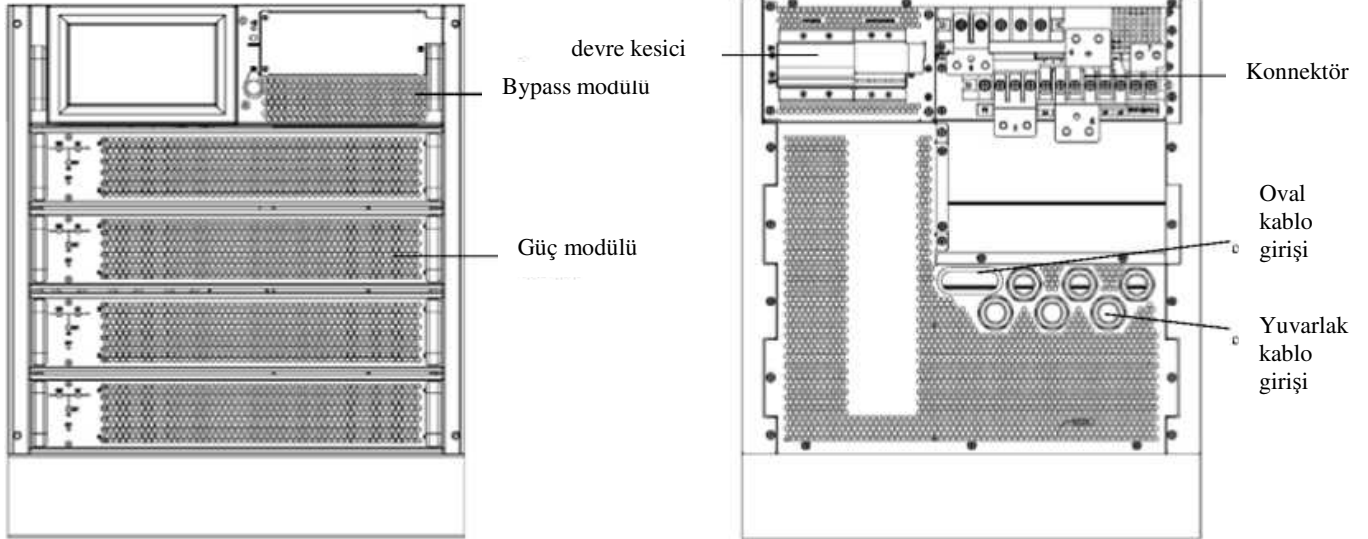 devre kesici
Bypass modülü
Güç modülü
Konnektör
Oval
kablo
girişi
Yuvarlak
kablo
girişi